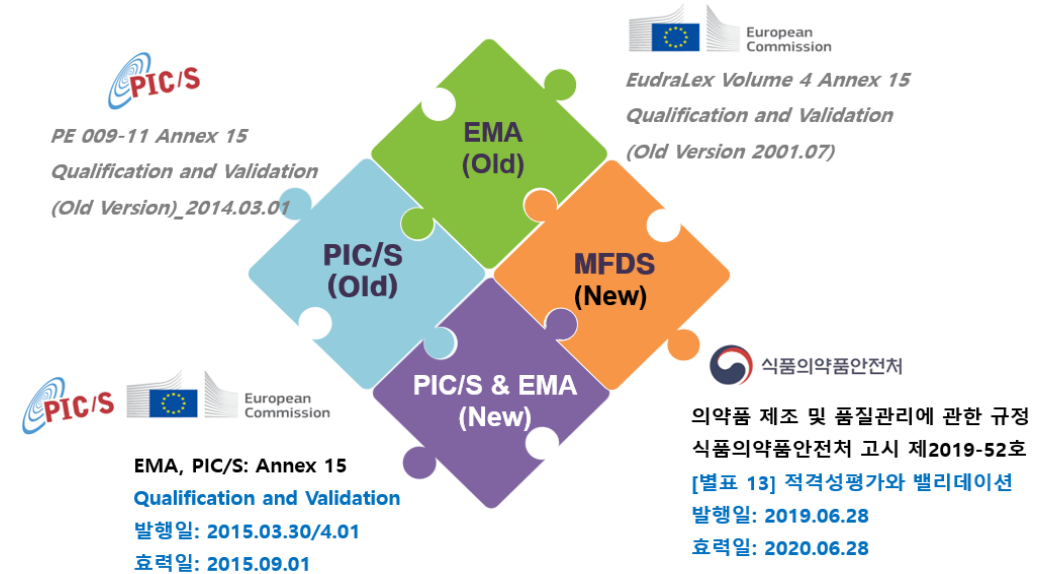 PIC/S
PE 009-11 Annex 15
Qualification and Validation
(Old Version)_2014.03.01
European
Commission
EudraLex Volume 4 Annex 15
Qualification and Validation
(Old Version 2001.07)
EMA
(Old)
PIC/S
(Old)
MFDS
(New)
PIC/S & EMA
(New)
PIC/S
European
Commission
EMA, PIC/S: Annex 15
Qualification and Validation
발행일: 2015.03.30/4.01
효력일: 2015.09.01
식품의약품안전처
의약품 제조 및 품질관리에 관한 규정
식품의약품안전처 고시 제2019-52호
[별표 13] 적격성평가와 밸리데이션
발행일: 2019.06.28
효력일: 2020.06.28